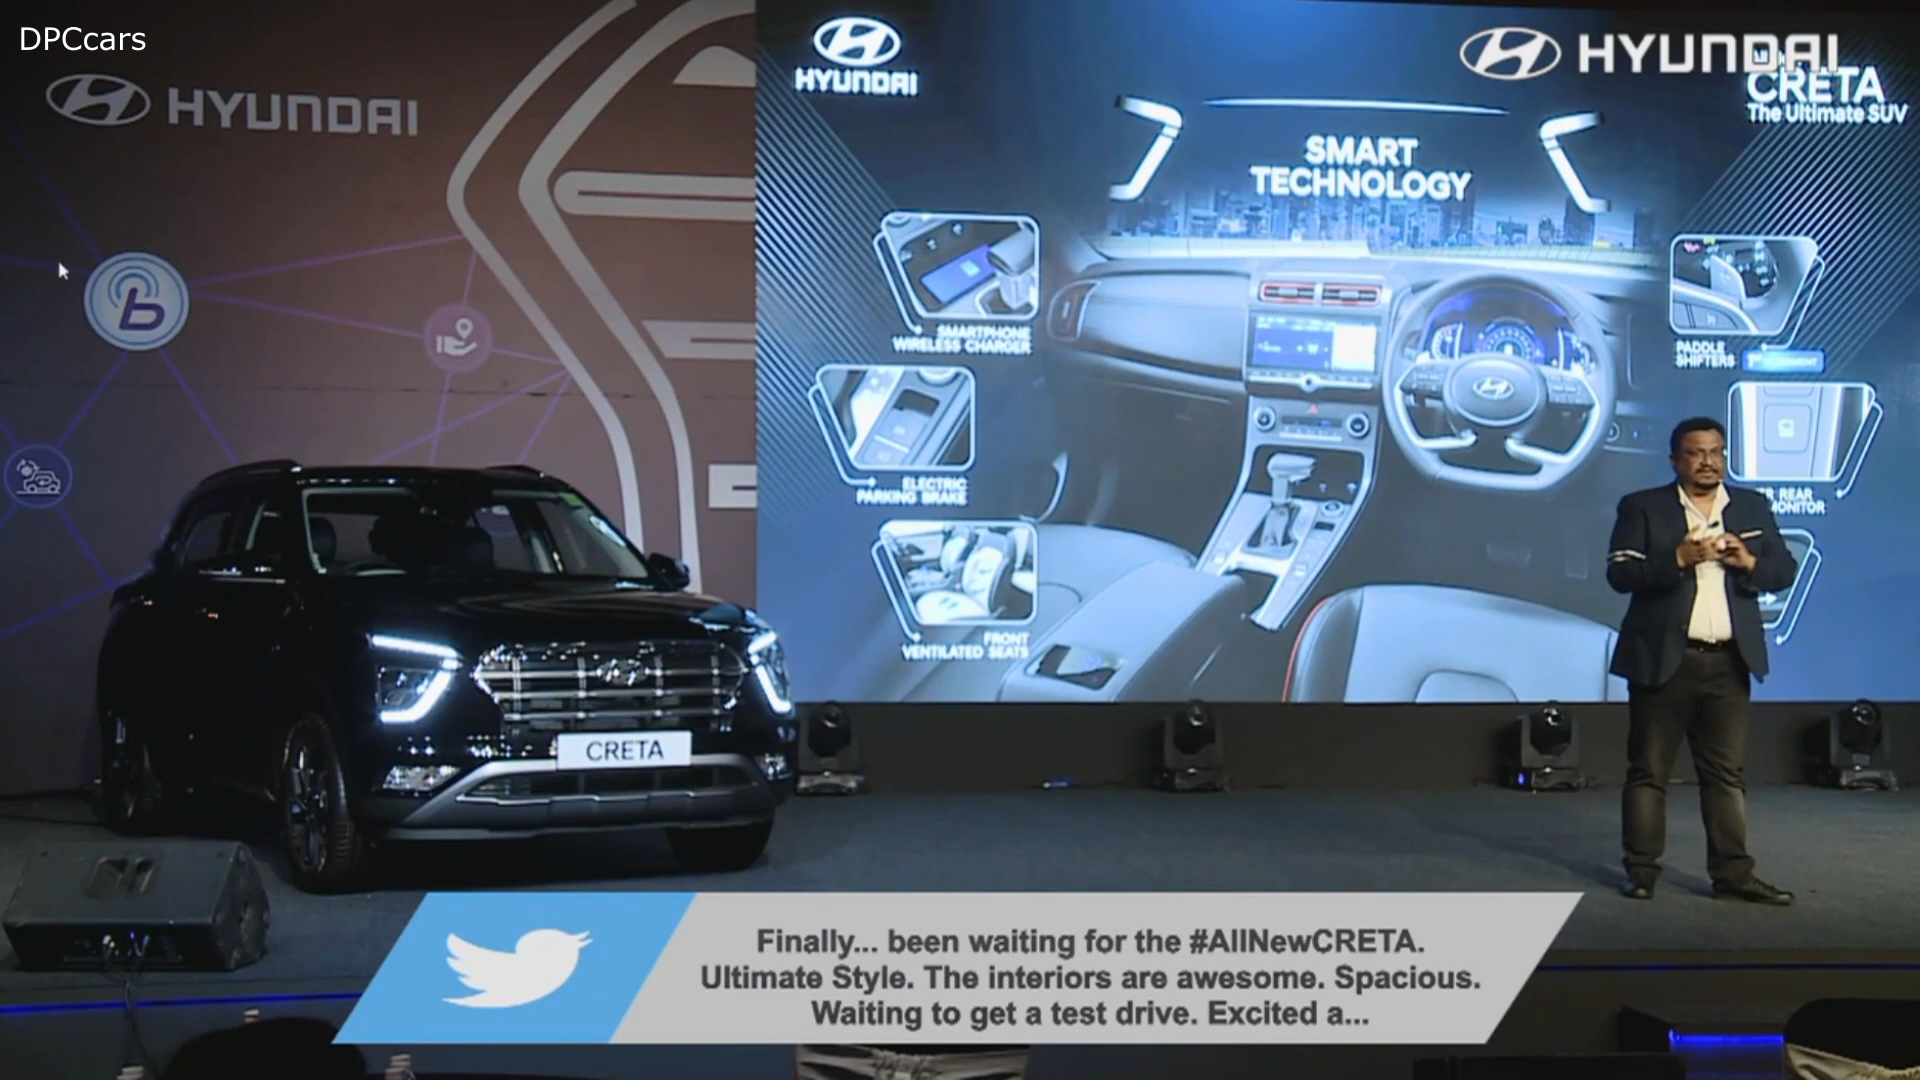 DPCcars
HYUNDAI
HYUNDAI
HYUNDAI
CRETA
The Ultimate SUV
SMART
TECHNOLOGY
SMARTPHONE
WIRELESS CHARGER
ELECTRIC
PARKING BRAKE
FRONT
VENTILATED SEATS
PADDLE
SHIFTERS
REAR
MONITOR
CRETA
Finally... been waiting for the #AllNewCRETA.
Ultimate Style. The interiors are awesome. Spacious.
Waiting to get a test drive. Excited a...